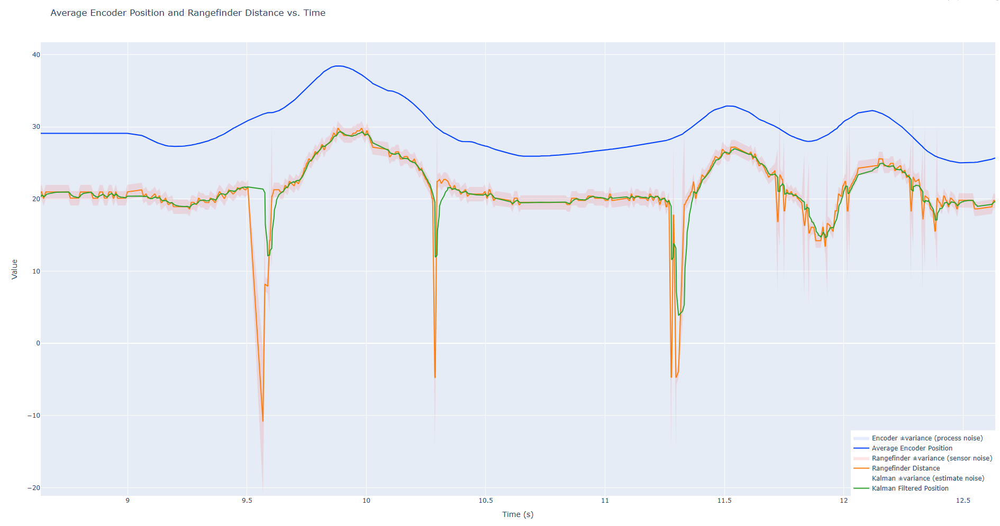 Average Encoder Position and Rangefinder Distance vs. Time
40
30
20
10
0
−10
−20
Value
9
9.5
10
10.5
11
11.5
12
12.5
Time (s)
Encoder ±variance (process noise)
Average Encoder Position
Rangefinder ±variance (sensor noise)
Rangefinder Distance
Kalman ±variance (estimate noise)
Kalman Filtered Position